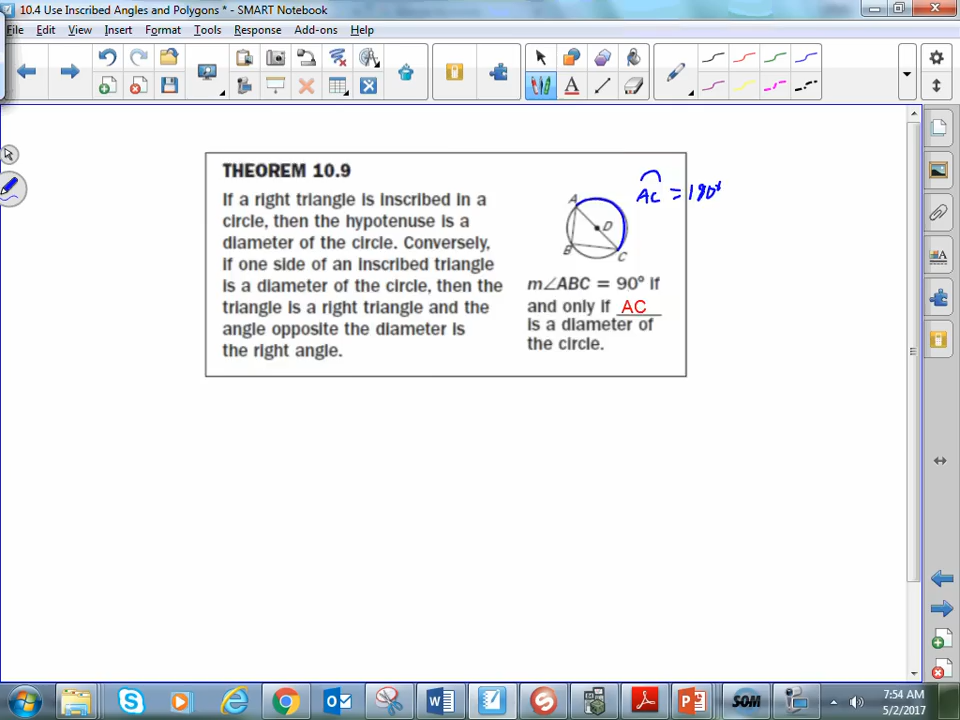 10.4 Use Inscribed Angles and Polygons * - SMART Notebook
File Edit View Insert Format Tools Response Add-ons Help
THEOREM 10.9
If a right triangle is inscribed in a
circle, then the hypotenuse is a
diameter of the circle. Conversely,
if one side of an inscribed triangle
is a diameter of the circle, then the
triangle is a right triangle and the
angle opposite the diameter is
the right angle.
AC = 180°
A
D
B
C
m∠ABC = 90° if
and only if AC
is a diameter of
the circle.
SOM
7:54 AM
5/2/2017